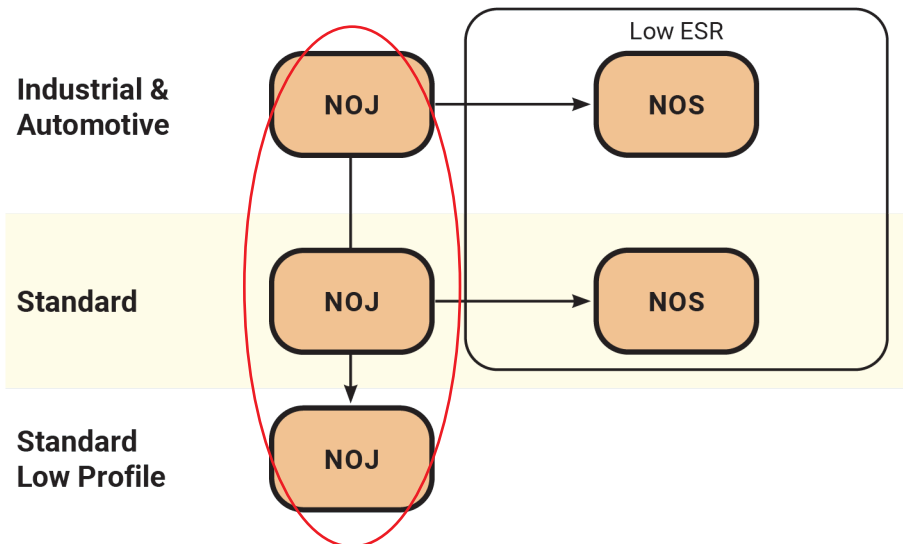 Low ESR
Industrial &
Automotive
NOJ
NOS
Standard
NOJ
NOS
Standard
Low Profile
NOJ